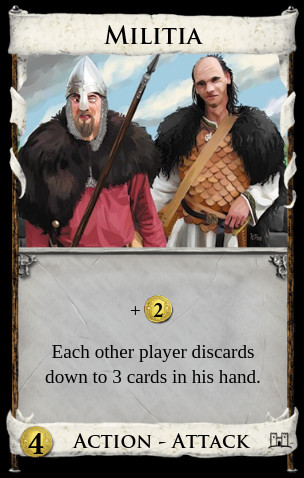 MILITIA
+ 2
Each other player discards
down to 3 cards in his hand.
4 ACTION - ATTACK